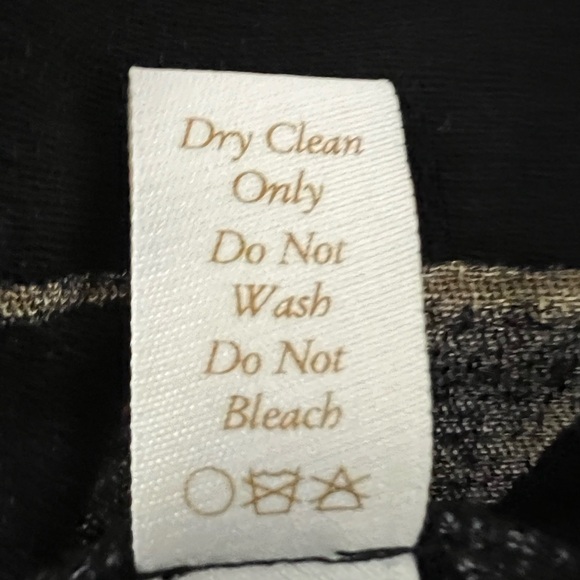 Dry Clean
Only
Do Not
Wash
Do Not
Bleach